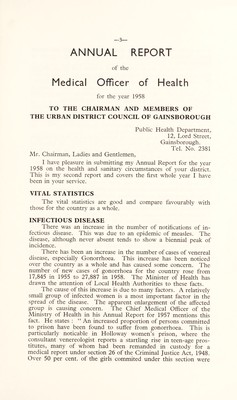 —3—
ANNUAL REPORT
of the
Medical Officer of Health
for the year 1958
TO THE CHAIRMAN AND MEMBERS OF
THE URBAN DISTRICT COUNCIL OF GAINSBOROUGH
Public Health Department,
12, Lord Street,
Gainsborough.
Tel. No. 2381
Mr. Chairman, Ladies and Gentlemen,
I have pleasure in submitting my Annual Report for the year
1958 on the health and sanitary circumstances of your district.
This is my second report and covers the first whole year I have
been in your service.
VITAL STATISTICS
The vital statistics are good and compare favourably with
those for the country as a whole.
INFECTIOUS DISEASE
There was an increase in the number of notifications of in-
fectious disease. This was due to an epidemic of measles. The
disease, although never absent tends to show a biennial peak of
incidence.
There has been an increase in the number of cases of venereal
disease, especially Gonorrhoea. This increase has been noticed
over the country as a whole and has caused some concern. The
number of new cases of gonorrhoea for the country rose from
17,845 in 1955 to 27,887 in 1958. The Minister of Health has
drawn the attention of Local Health Authorities to these facts.
The cause of this increase is due to many factors. A relatively
small group of infected women is a most important factor in the
spread of the disease. The apparent enlargement of the affected
group is causing concern. The Chief Medical Officer of the
Ministry of Health in his Annual Report for 1957 mentions this
fact. He states: " An increased proportion of persons committed
to prison have been found to suffer from gonorrhoea. This is
particularly noticeable in Holloway women's prison, where the
consultant venereologist reports a startling rise in teen-age pros-
titutes, many of whom had been remanded to custody for a
medical report under section 26 of the Criminal Justice Act, 1948.
Over 50 per cent. of the girls committed under this section were